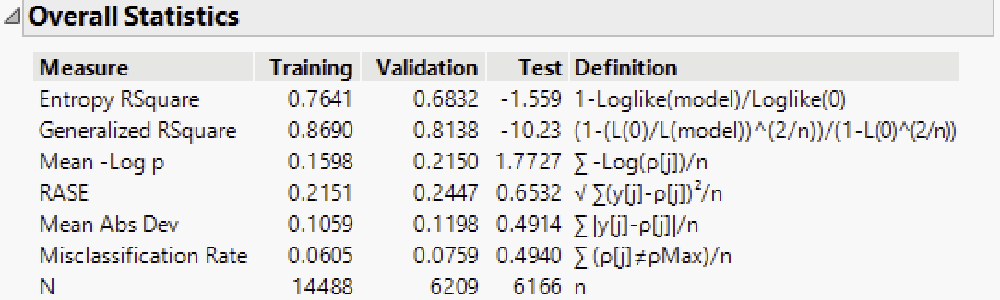 Overall Statistics
Measure Training Validation Test Definition
Entropy RSquare 0.7641 0.6832 -1.559 1-Loglike(model)/Loglike(0)
Generalized RSquare 0.8690 0.8138 -10.23 (1-(L(0)/L(model))^(2/n))/(1-L(0)^(2/n))
Mean -Log p 0.1598 0.2150 1.7727 ∑ -Log(ρ[j])/n
RASE 0.2151 0.2447 0.6532 √ ∑(y[j]-ρ[j])²/n
Mean Abs Dev 0.1059 0.1198 0.4914 ∑ |y[j]-ρ[j]|/n
Misclassification Rate 0.0605 0.0759 0.4940 ∑ (ρ[j]≠ρMax)/n
N 14488 6209 6166 n